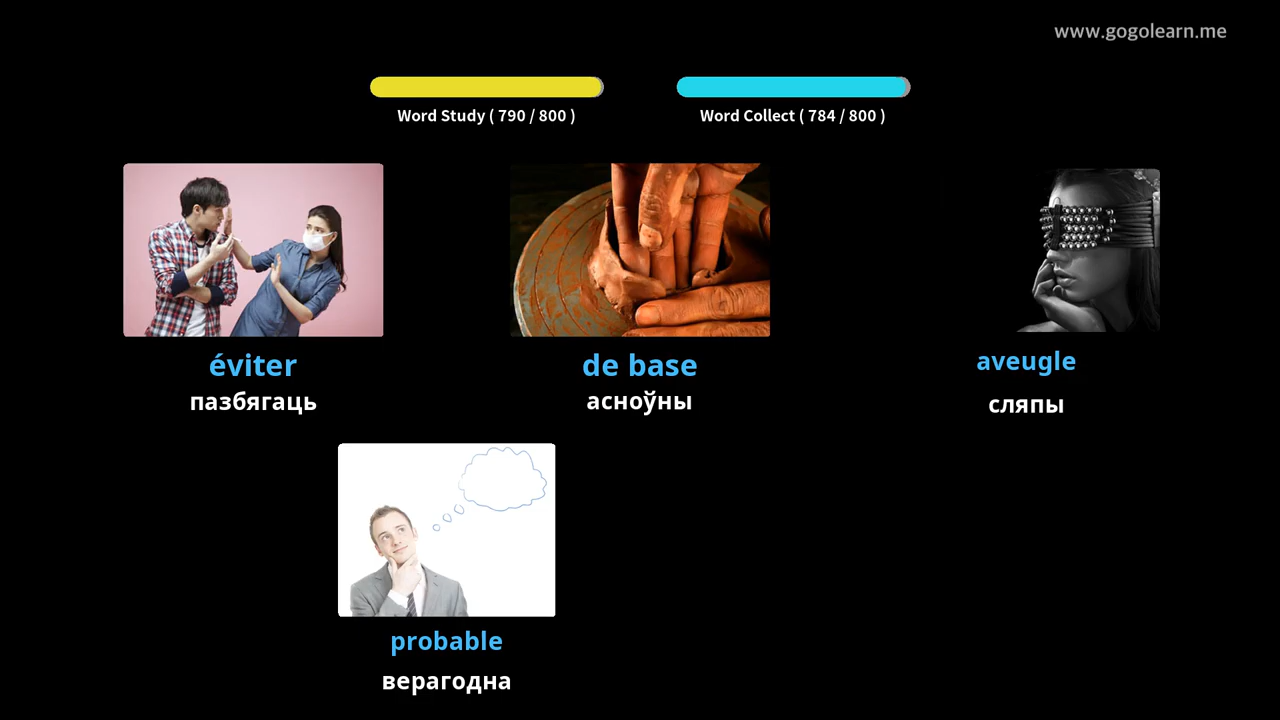 www.gogolearn.me
Word Study ( 790 / 800 )
Word Collect ( 784 / 800 )
éviter
пазбягаць
de base
асноўны
aveugle
сляпы
probable
верагодна